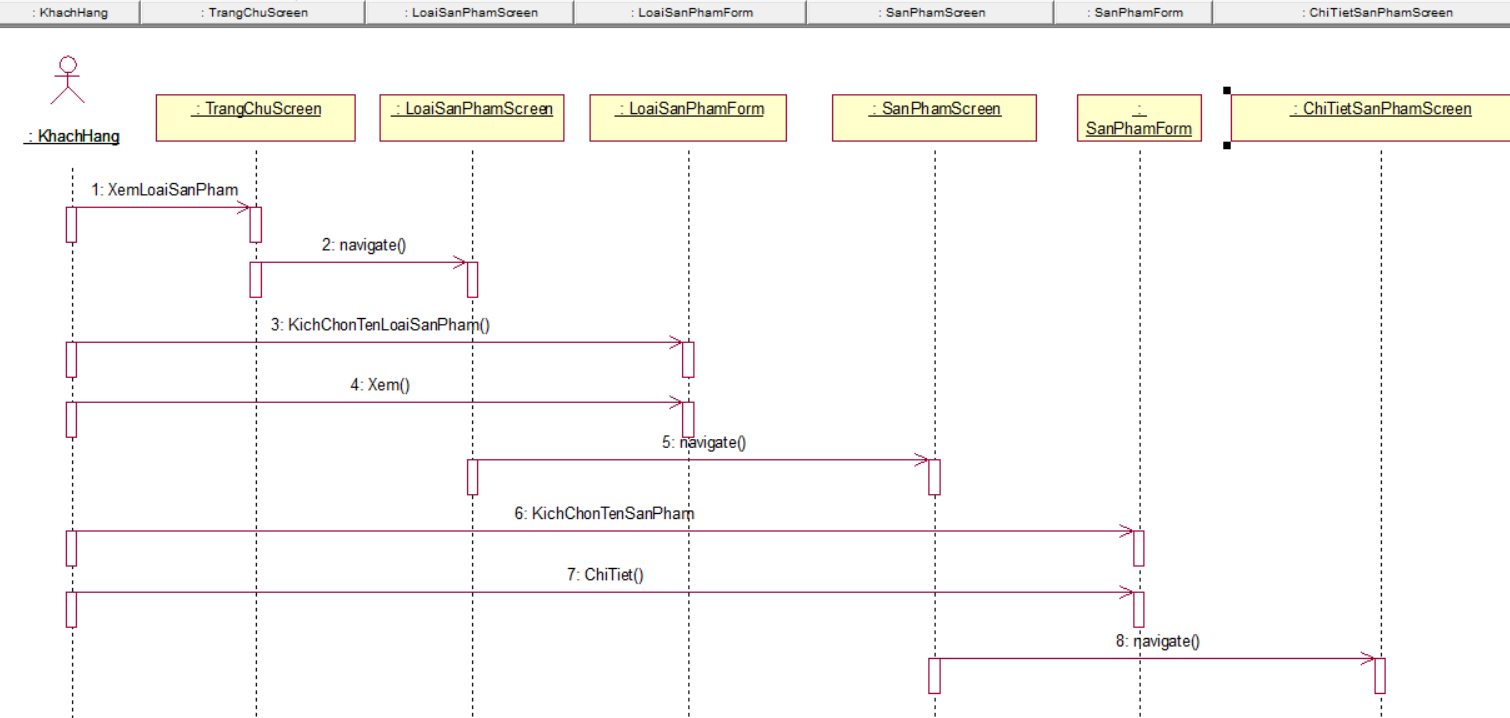 : KhachHang
: TrangChuScreen
: LoaiSanPhamScreen
: LoaiSanPhamForm
: SanPhamScreen
: SanPhamForm
: ChiTietSanPhamScreen
: TrangChuScreen
: LoaiSanPhamScreen
: LoaiSanPhamForm
: SanPhamScreen
:
SanPhamForm
: ChiTietSanPhamScreen
: KhachHang
1: XemLoaiSanPham
2: navigate()
3: KichChonTenLoaiSanPham()
4: Xem()
5: navigate()
6: KichChonTenSanPham
7: ChiTiet()
8: navigate()